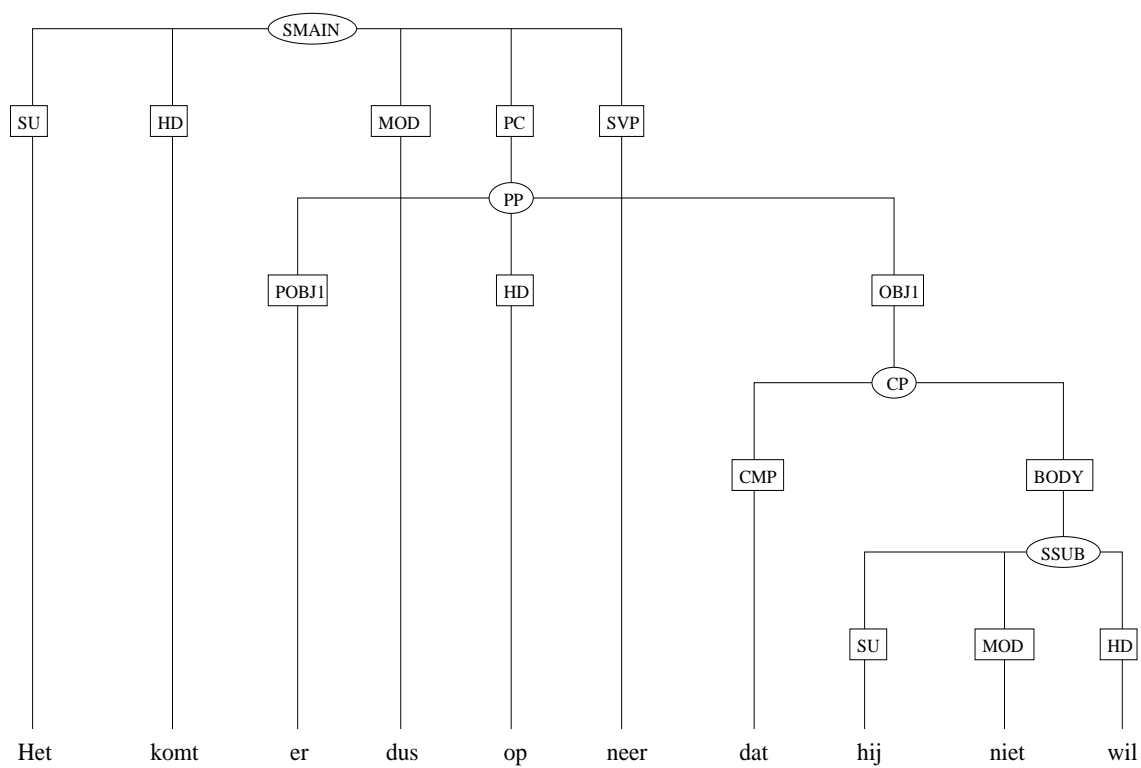 SMAIN
SU HD MOD PC SVP
PP
POBJ1 HD OBJ1
CP
CMP BODY
SSUB
SU MOD HD
Het komt er dus op neer dat hij niet wil